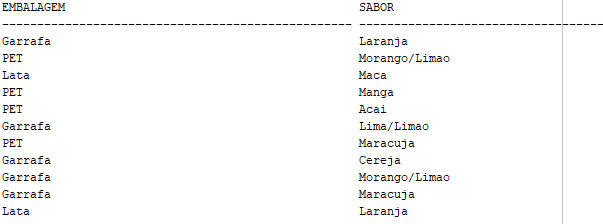 EMBALAGEM SABOR
-------------------------------------------------- -----------------------------------
Garrafa Laranja
PET Morango/Limao
Lata Maca
PET Manga
PET Acai
Garrafa Lima/Limao
PET Maracuja
Garrafa Cereja
Garrafa Morango/Limao
Garrafa Maracuja
Lata Laranja